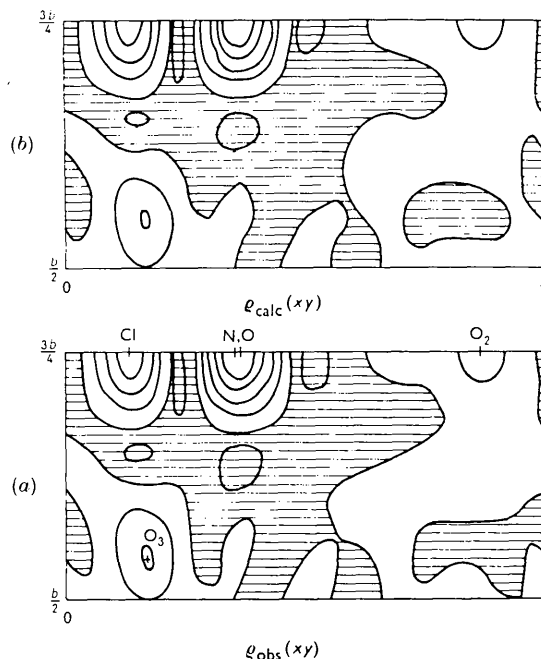 3b/4
(b)
b/2
0
ϱcalc (xy)
Cl N,O O2
3b/4
(a)
O3
b/2
0
ϱobs (xy)